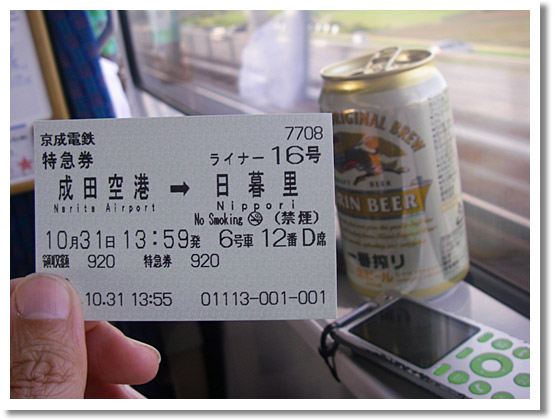 京成電鉄 7708
特急券 ライナー 16号
成田空港 → 日暮里
Narita Airport Nippori
No Smoking (禁煙)
10月31日 13:59発 6号車 12番 D席
領収額 920 特急券 920
10.31 13:55 01113-001-001
ORIGINAL BREW
RIN BEER
一番搾り